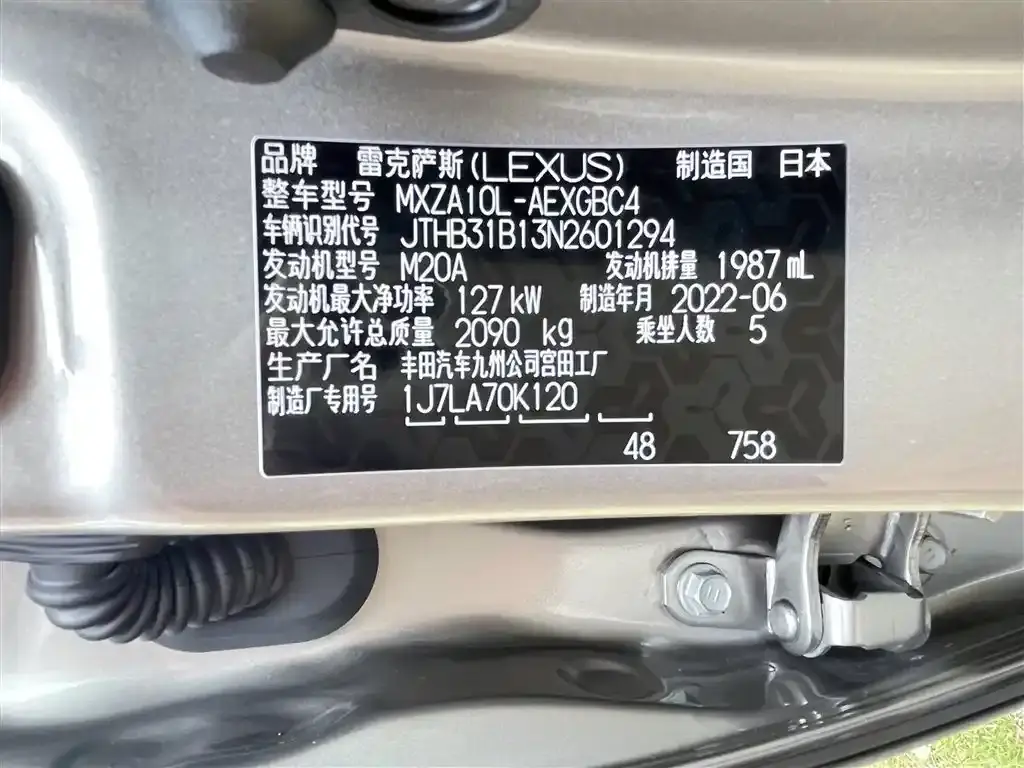 品牌 雷克萨斯(LEXUS) 制造国 日本
整车型号 MXZA10L-AEXGBC4
车辆识别代号 JTHB31B13N2601294
发动机型号 M20A 发动机排量 1987 mL
发动机最大净功率 127 kW 制造年月 2022-06
最大允许总质量 2090 kg 乘坐人数 5
生产厂名 丰田汽车九州公司宫田工厂
制造厂专用号 1J7LA70K120
48 758